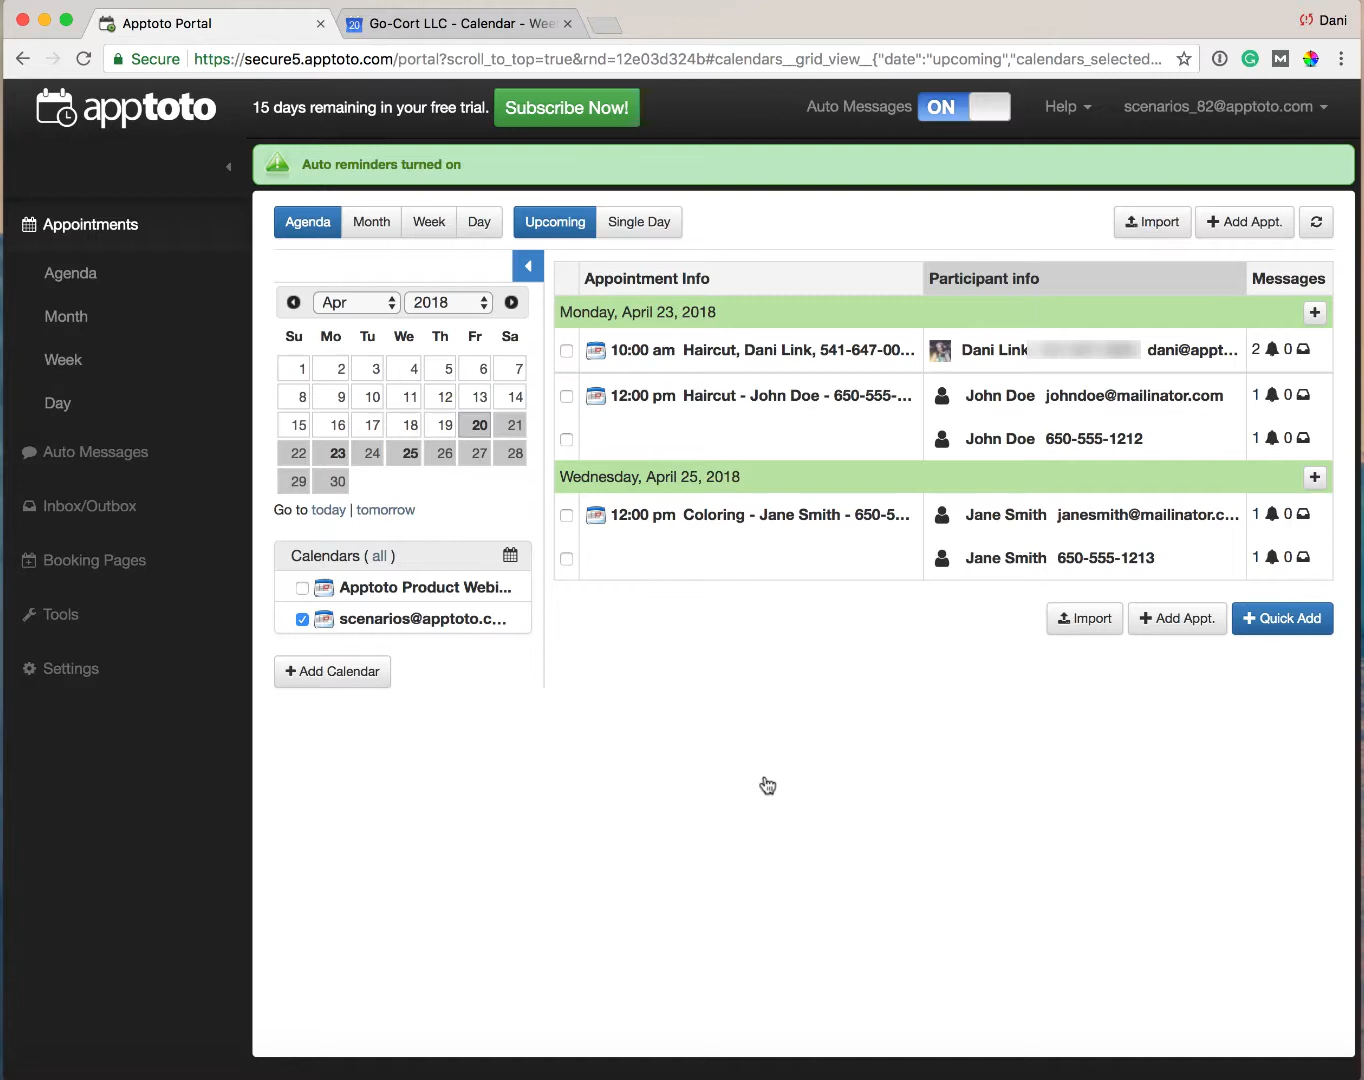 Apptoto Portal
20 Go-Cort LLC - Calendar - Wee
Dani
Secure https://secure5.apptoto.com/portal?scroll_to_top=true&rnd=12e03d324b#calendars__grid_view__{"date":"upcoming","calendars_selected...
apptoto
15 days remaining in your free trial. Subscribe Now!
Auto Messages ON
Help
scenarios_82@apptoto.com
Auto reminders turned on
Appointments
Agenda
Month
Week
Day
Auto Messages
Inbox/Outbox
Booking Pages
Tools
Settings
Agenda Month Week Day Upcoming Single Day
Import + Add Appt.
Apr 2018
Su Mo Tu We Th Fr Sa
1 2 3 4 5 6 7
8 9 10 11 12 13 14
15 16 17 18 19 20 21
22 23 24 25 26 27 28
29 30
Go to today | tomorrow
Calendars ( all )
Apptoto Product Webi...
scenarios@apptoto.c...
+ Add Calendar
Appointment Info Participant info Messages
Monday, April 23, 2018 +
10:00 am Haircut, Dani Link, 541-647-00... Dani Link dani@appt... 2 0
12:00 pm Haircut - John Doe - 650-555-... John Doe johndoe@mailinator.com 1 0
John Doe 650-555-1212 1 0
Wednesday, April 25, 2018 +
12:00 pm Coloring - Jane Smith - 650-5... Jane Smith janesmith@mailinator.c... 1 0
Jane Smith 650-555-1213 1 0
Import + Add Appt. + Quick Add